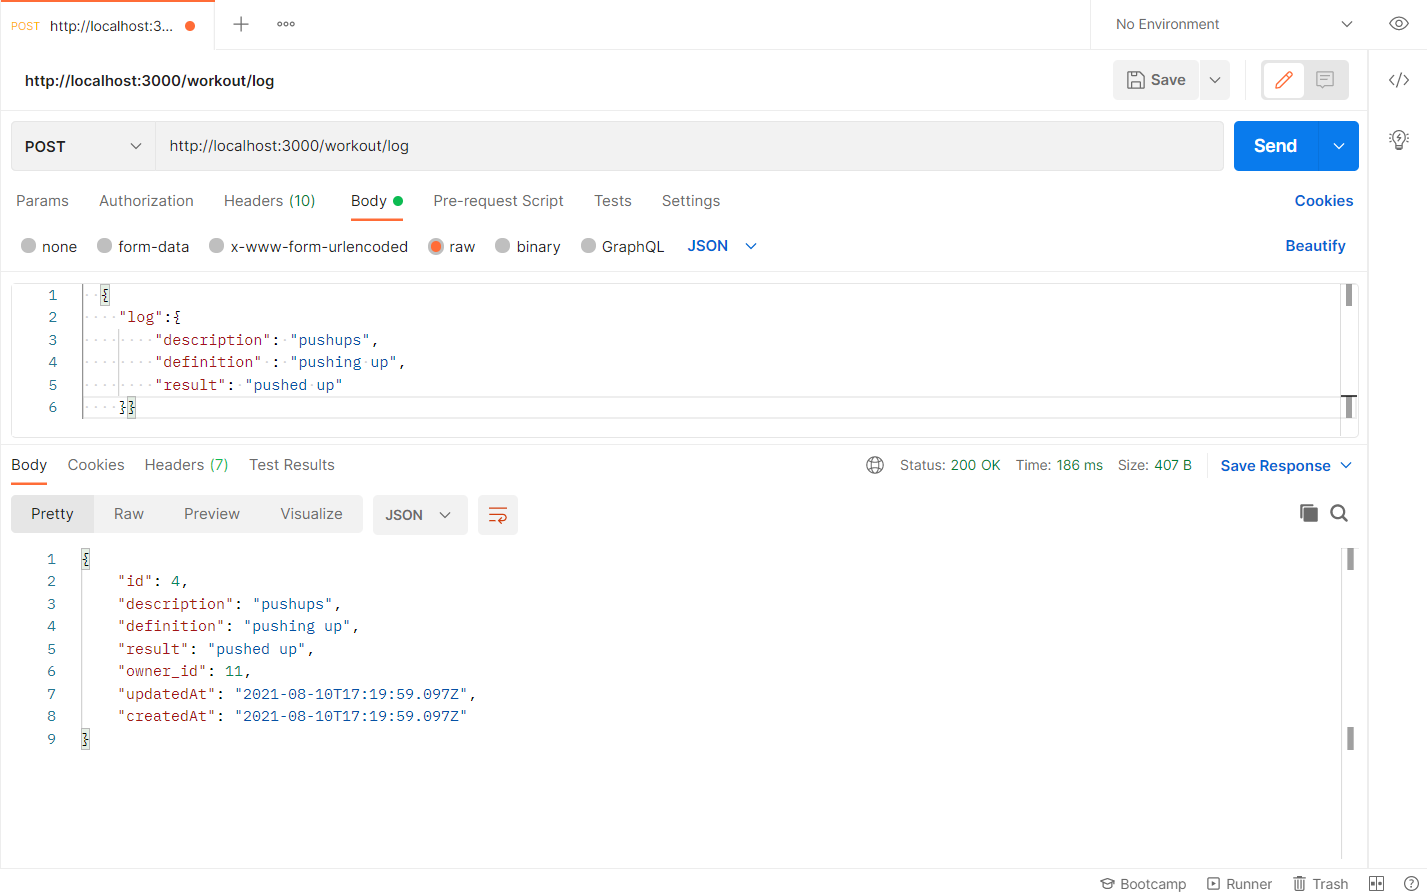 POST http://localhost:3...
No Environment
http://localhost:3000/workout/log
Save
POST http://localhost:3000/workout/log Send
Params Authorization Headers (10) Body Pre-request Script Tests Settings Cookies
none form-data x-www-form-urlencoded raw binary GraphQL JSON Beautify
1 {
2 "log":{
3 "description": "pushups",
4 "definition" : "pushing up",
5 "result": "pushed up"
6 }}
Body Cookies Headers (7) Test Results Status: 200 OK Time: 186 ms Size: 407 B Save Response
Pretty Raw Preview Visualize JSON
1 {
2 "id": 4,
3 "description": "pushups",
4 "definition": "pushing up",
5 "result": "pushed up",
6 "owner_id": 11,
7 "updatedAt": "2021-08-10T17:19:59.097Z",
8 "createdAt": "2021-08-10T17:19:59.097Z"
9 }
Bootcamp Runner Trash